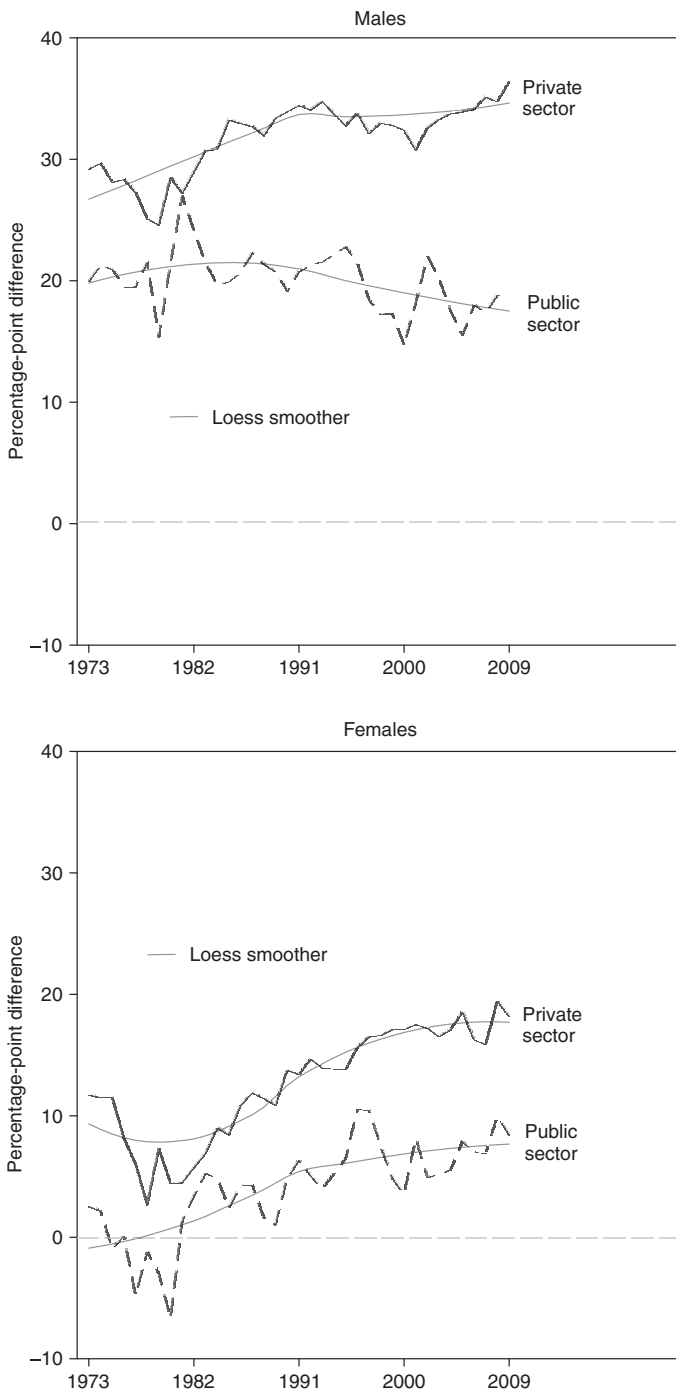 Males
40
30
20
10
0
–10
Percentage-point difference
Private
sector
Public
sector
Loess smoother
1973 1982 1991 2000 2009
Females
40
30
20
10
0
–10
Percentage-point difference
Loess smoother
Private
sector
Public
sector
1973 1982 1991 2000 2009